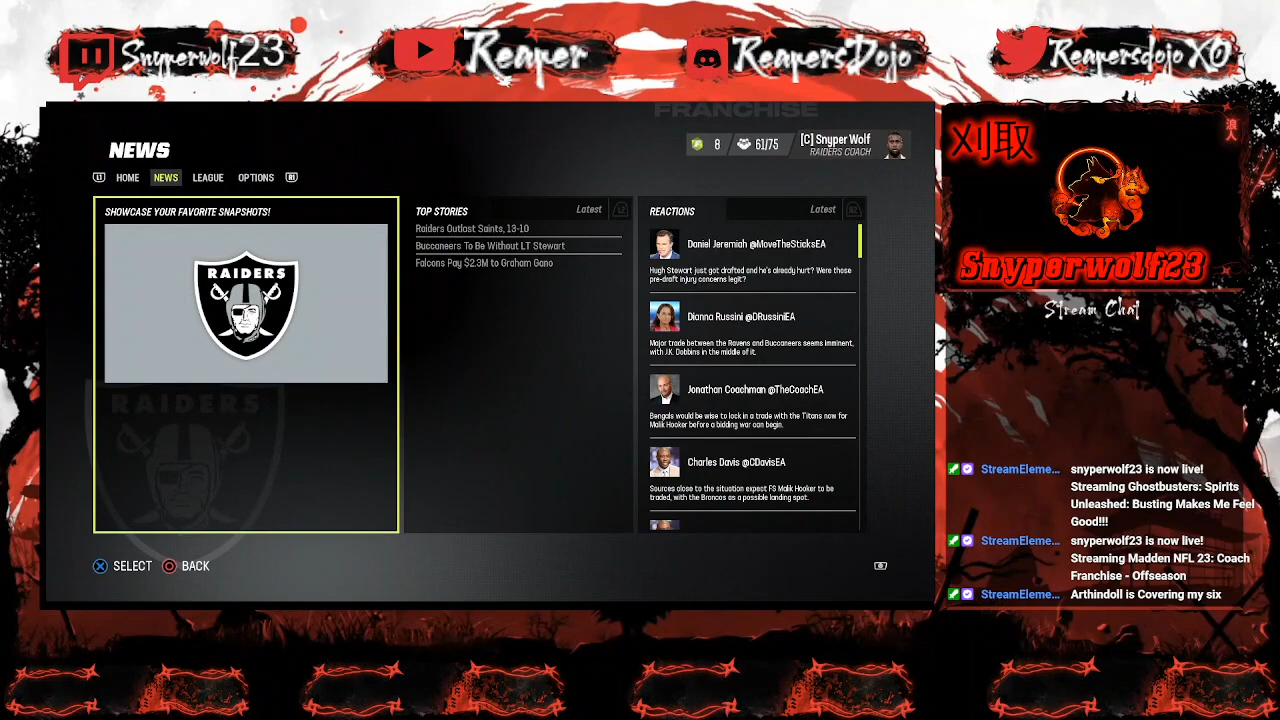 Snyperwolf23
Reaper
ReapersDojo
ReapersdojoXO
FRANCHISE
NEWS
8
61/75
[C] Snyper Wolf
RAIDERS COACH
L1
HOME
NEWS
LEAGUE
OPTIONS
R1
SHOWCASE YOUR FAVORITE SNAPSHOTS!
RAIDERS
RAIDERS
TOP STORIES
Latest
L2
Raiders Outlast Saints, 13-10
Buccaneers To Be Without LT Stewart
Falcons Pay $2.3M to Graham Gano
REACTIONS
Latest
R2
Daniel Jeremiah @MoveTheSticksEA
Hugh Stewart just got drafted and he's already hurt? Were those
pre-draft injury concerns legit?
Dianna Russini @DRussiniEA
Major trade between the Ravens and Buccaneers seems imminent,
with J.K. Dobbins in the middle of it.
Jonathan Coachman @TheCoachEA
Bengals would be wise to lock in a trade with the Titans now for
Malik Hooker before a bidding war can begin.
Charles Davis @CDavisEA
Sources close to the situation expect FS Malik Hooker to be
traded, with the Broncos as a possible landing spot.
SELECT
BACK
刈取
浪人
Snyperwolf23
Stream Chat
StreamEleme... snyperwolf23 is now live!
Streaming Ghostbusters: Spirits
Unleashed: Busting Makes Me Feel
Good!!!
StreamEleme... snyperwolf23 is now live!
Streaming Madden NFL 23: Coach
Franchise - Offseason
StreamEleme... Arthindoll is Covering my six